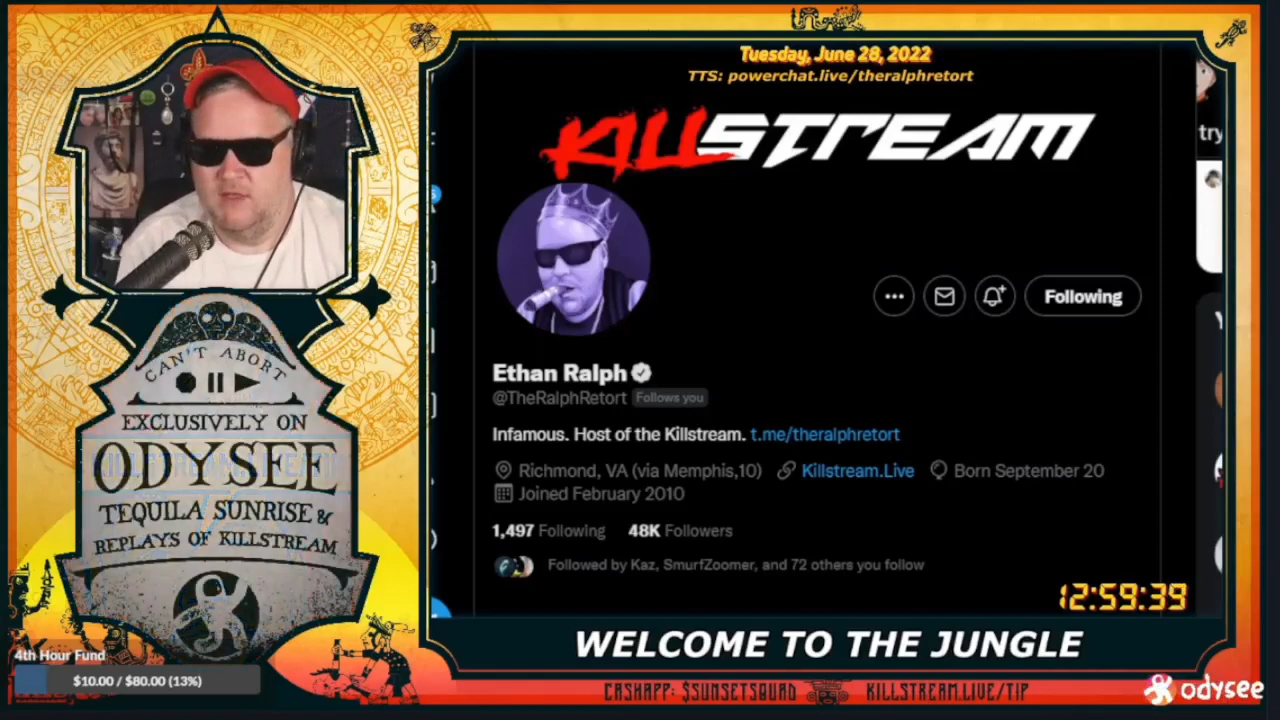 Tuesday, June 28, 2022
TTS: powerchat.live/theralphretort
KILLSTREAM
try
Following
Ethan Ralph
@TheRalphRetort Follows you
Infamous. Host of the Killstream. t.me/theralphretort
Richmond, VA (via Memphis,10) Killstream.Live Born September 20
Joined February 2010
1,497 Following 48K Followers
Followed by Kaz, SmurfZoomer, and 72 others you follow
12:59:39
WELCOME TO THE JUNGLE
CASHAPP: $SUNSETSQUAD KILLSTREAM.LIVE/TIP
odysee
CAN'T ABORT
EXCLUSIVELY ON
ODYSEE
TEQUILA SUNRISE &
REPLAYS OF KILLSTREAM
4th Hour Fund
$10.00 / $80.00 (13%)